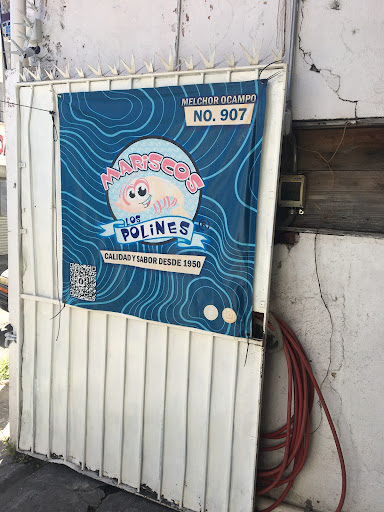 MELCHOR OCAMPO
NO. 907
MARISCOS
LOS
POLINES
CALIDAD Y SABOR DESDE 1950